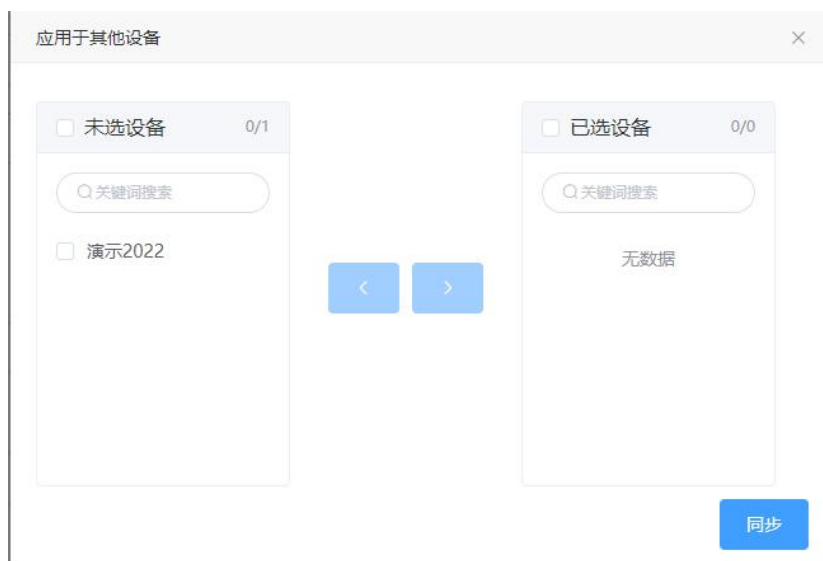 应用于其他设备
未选设备 0/1
关键词搜索
演示2022
已选设备 0/0
关键词搜索
无数据
同步